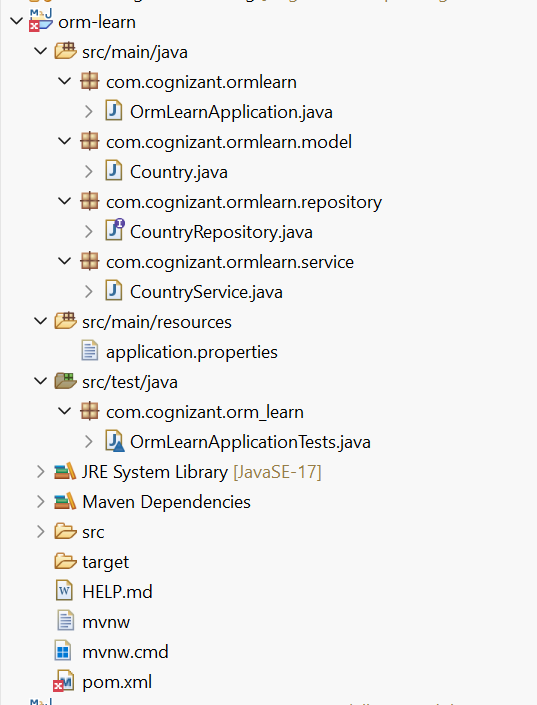 orm-learn
src/main/java
com.cognizant.ormlearn
OrmLearnApplication.java
com.cognizant.ormlearn.model
Country.java
com.cognizant.ormlearn.repository
CountryRepository.java
com.cognizant.ormlearn.service
CountryService.java
src/main/resources
application.properties
src/test/java
com.cognizant.orm_learn
OrmLearnApplicationTests.java
JRE System Library [JavaSE-17]
Maven Dependencies
src
target
HELP.md
mvnw
mvnw.cmd
pom.xml